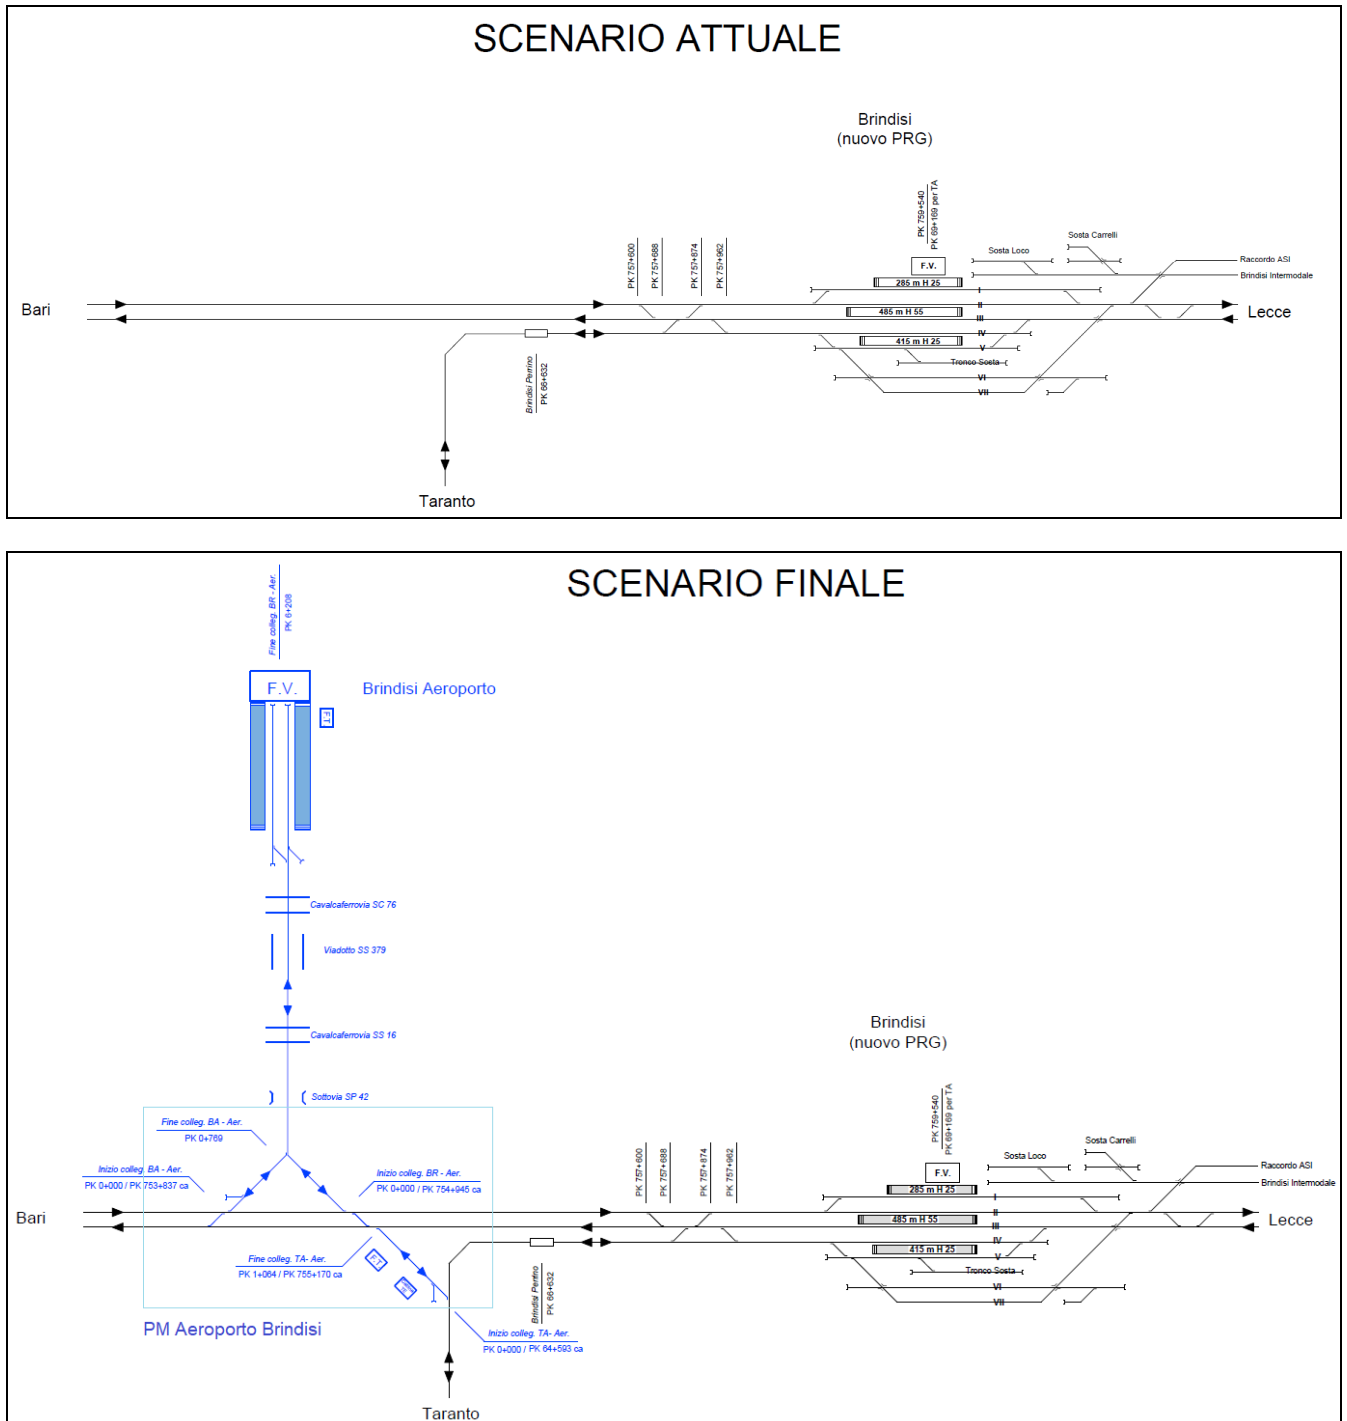 SCENARIO ATTUALE
Brindisi
(nuovo PRG)
PK 759+540
PK 69+169 per TA
PK 757+600
PK 757+688
PK 757+874
PK 757+962
F.V.
Sosta Loco
Sosta Carrelli
Raccordo ASI
Brindisi Intermodale
285 m H 25
I
II
Bari
485 m H 55
III
Lecce
IV
415 m H 25
V
Tronco Sosta
VI
VII
Brindisi Perrino
PK 66+632
Taranto
SCENARIO FINALE
Fine colleg. BR - Aer.
PK 6+208
F.V.
Brindisi Aeroporto
F.T.
Cavalcaferrovia SC 76
Viadotto SS 379
Cavalcaferrovia SS 16
Sottovia SP 42
Brindisi
(nuovo PRG)
PK 759+540
PK 69+169 per TA
Fine colleg. BA - Aer.
PK 0+769
Inizio colleg. BA - Aer.
PK 0+000 / PK 753+837 ca
Inizio colleg. BR - Aer.
PK 0+000 / PK 754+945 ca
PK 757+600
PK 757+688
PK 757+874
PK 757+962
F.V.
Sosta Loco
Sosta Carrelli
Raccordo ASI
Brindisi Intermodale
285 m H 25
I
II
Bari
485 m H 55
III
Lecce
IV
415 m H 25
V
Tronco Sosta
VI
VII
Fine colleg. TA- Aer.
PK 1+064 / PK 755+170 ca
F.T.
Brindisi Perrino
PK 66+632
PM Aeroporto Brindisi
Inizio colleg. TA- Aer.
PK 0+000 / PK 64+593 ca
Taranto